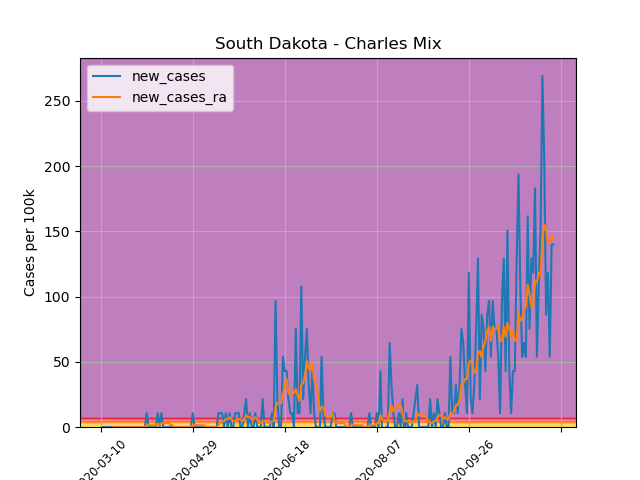 South Dakota - Charles Mix
new_cases
new_cases_ra
Cases per 100k
250
200
150
100
50
0
020-03-10
020-04-29
020-06-18
020-08-07
020-09-26